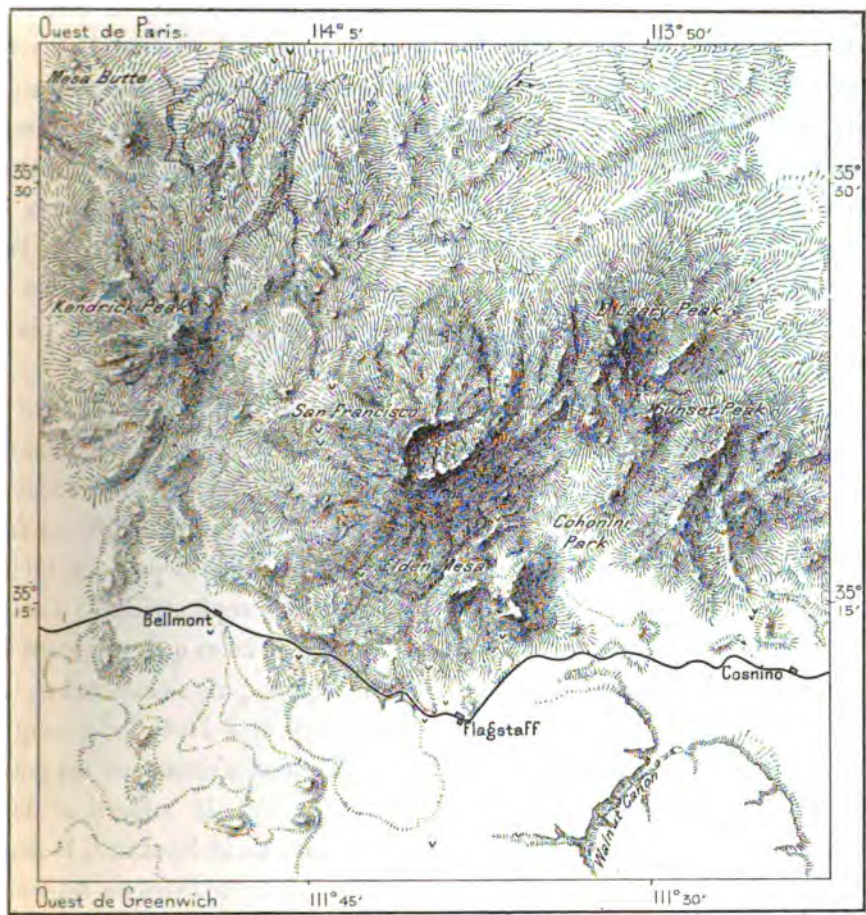 Ouest de Paris.
114° 5'
113° 50'
Mesa Butte
35°
30'
35°
30'
Kendrick Peak
O'Leary Peak
San Francisco
Sunset Peak
Cohonini
Park
Elden Mesa
35°
15'
35°
15'
Bellmont
Cosnino
Flagstaff
Walnut Canon
Ouest de Greenwich
111° 45'
111° 30'